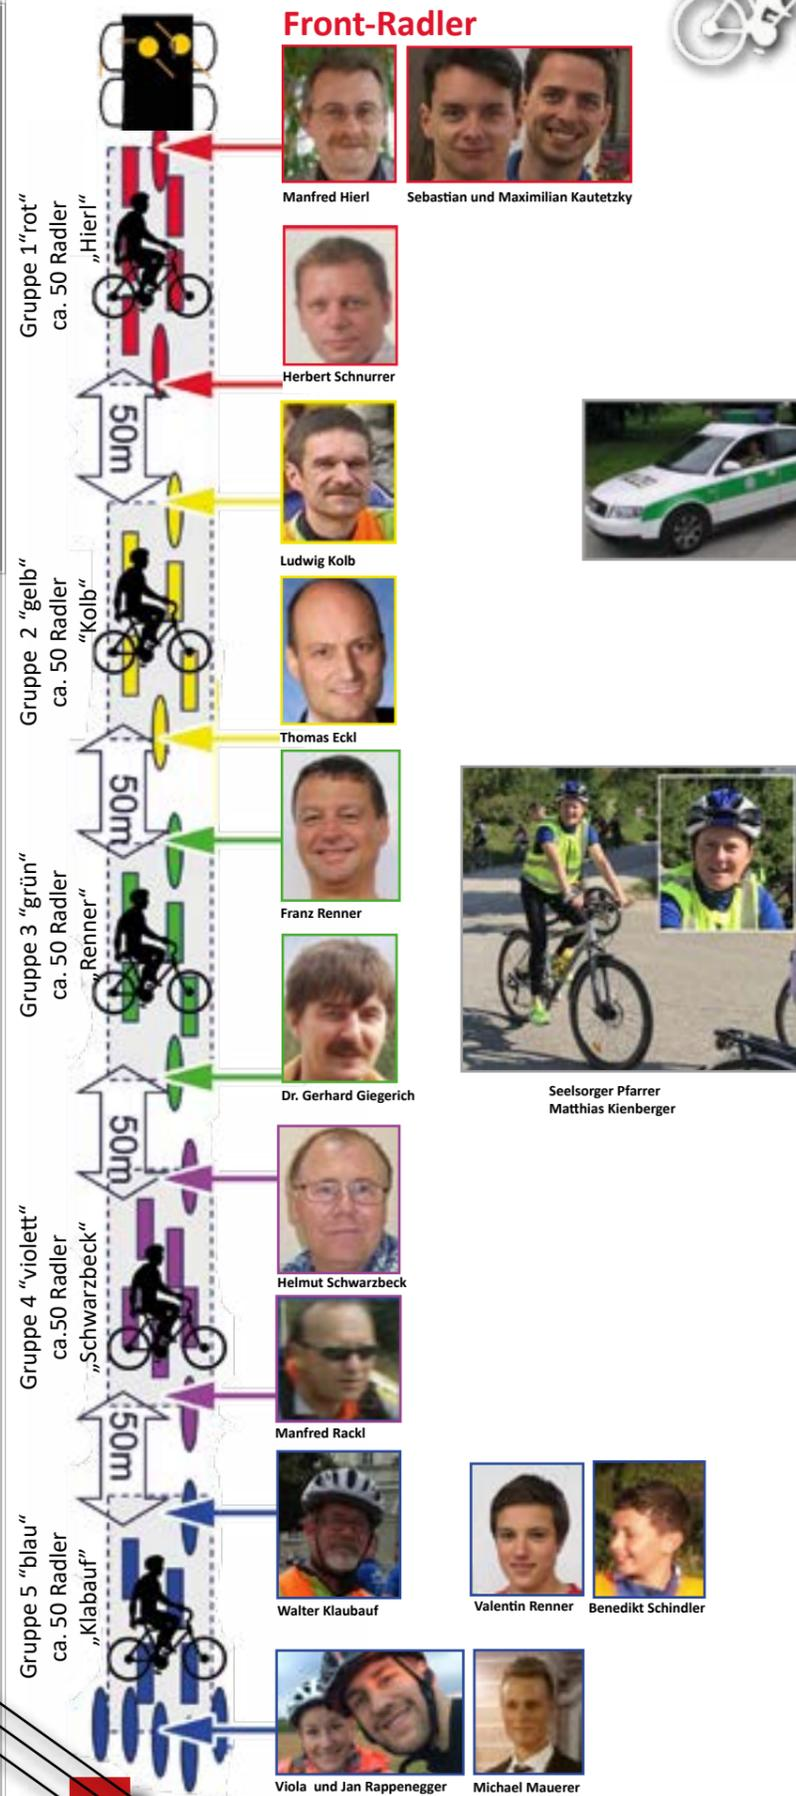 Front-Radler
Manfred Hierl
Sebastian und Maximilian Kautetzky
Gruppe 1“rot“
ca. 50 Radler
„Hierl“
Herbert Schnurrer
50m
Ludwig Kolb
Gruppe 2 “gelb“
ca. 50 Radler
“Kolb“
Thomas Eckl
50m
Franz Renner
Gruppe 3 “grün“
ca. 50 Radler
„Renner“
Dr. Gerhard Giegerich
Seelsorger Pfarrer
Matthias Kienberger
50m
Helmut Schwarzbeck
Gruppe 4 “violett“
ca.50 Radler
„Schwarzbeck“
Manfred Rackl
50m
Walter Klaubauf
Valentin Renner
Benedikt Schindler
Gruppe 5 “blau“
ca. 50 Radler
„Klabauf“
Viola und Jan Rappenegger
Michael Mauerer